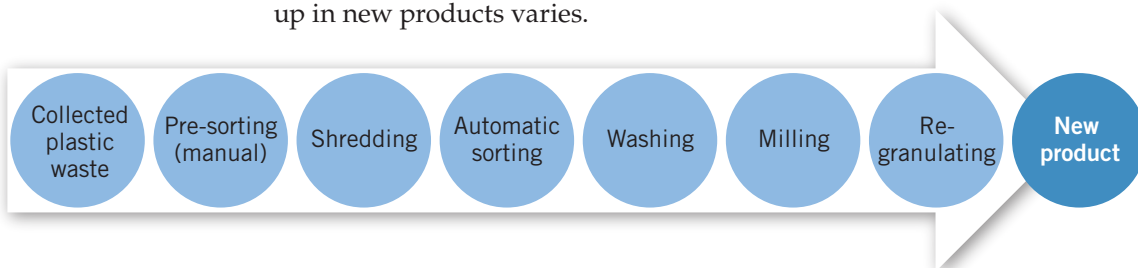 up in new products varies.
Collected
plastic
waste
Pre-sorting
(manual)
Shredding
Automatic
sorting
Washing
Milling
Re-
granulating
New
product